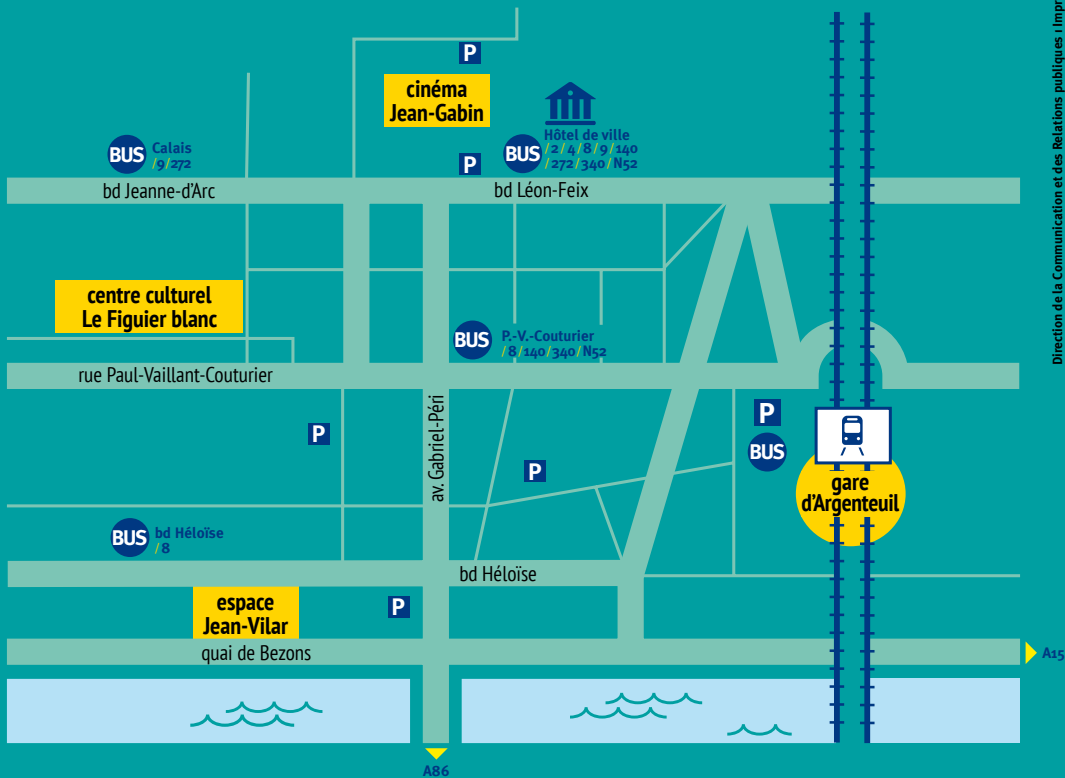 P
cinéma
Jean-Gabin
Direction de la Communication et des Relations publiques ı Impr
BUS
Calais
/9/272
P
BUS
Hôtel de ville
/2/4/8/9/140
/272/340/N52
bd Jeanne-d'Arc
bd Léon-Feix
centre culturel
Le Figuier blanc
BUS
P.-V.-Couturier
/8/140/340/N52
rue Paul-Vaillant-Couturier
P
av. Gabriel-Péri
P
P
BUS
gare
d'Argenteuil
BUS
bd Héloïse
/8
bd Héloïse
espace
Jean-Vilar
P
quai de Bezons
A15
A86